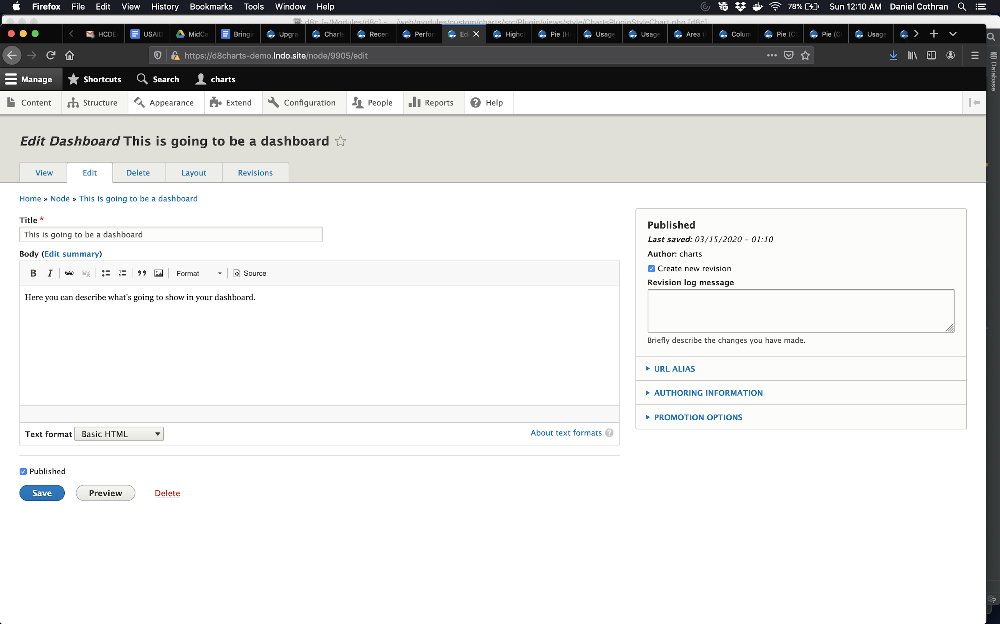 Firefox File Edit View History Bookmarks Tools Window Help 78% Sun 12:10 AM Daniel Cothran
d8c [~/Modules/d8c] - .../web/modules/custom/charts/src/Plugin/views/style/ChartsPluginStyleChart.php [d8c]
HCDEx USAID MidCa Bringin Upgra Charts Recent Perfor Edi Highch Pie (Hi Usage Usage Area ( Colum Pie (C Pie (C Usage
https://d8charts-demo.lndo.site/node/9905/edit
Database
Manage Shortcuts Search charts
Content Structure Appearance Extend Configuration People Reports Help
Edit Dashboard This is going to be a dashboard
View Edit Delete Layout Revisions
Home » Node » This is going to be a dashboard
Title *
This is going to be a dashboard
Body (Edit summary)
B I Format Source
Here you can describe what's going to show in your dashboard.
Text format Basic HTML About text formats ?
Published
Save Preview Delete
Published
Last saved: 03/15/2020 - 01:10
Author: charts
Create new revision
Revision log message
Briefly describe the changes you have made.
URL ALIAS
AUTHORING INFORMATION
PROMOTION OPTIONS